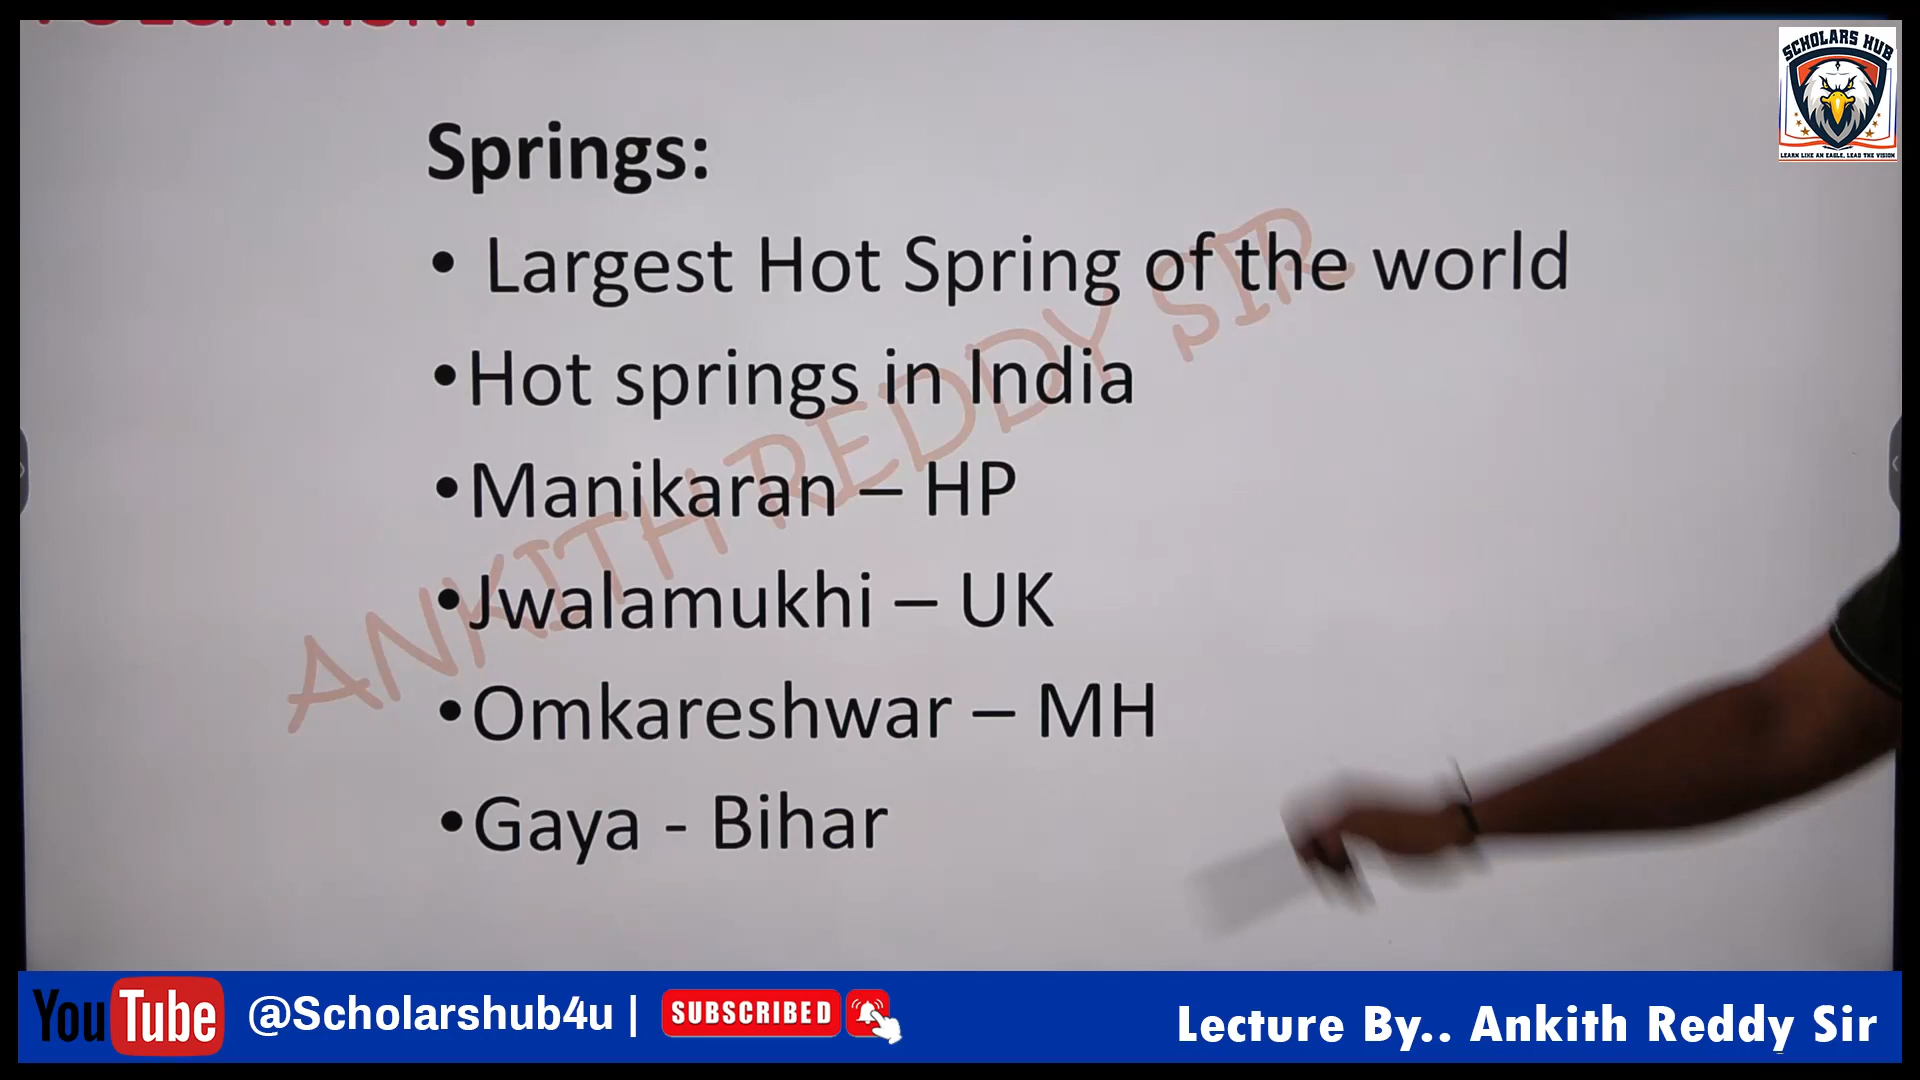 VOLCANISM
SCHOLARS HUB
LEARN LIKE AN EAGLE, LEAD THE VISION
Springs:
• Largest Hot Spring of the world
•Hot springs in India
•Manikaran – HP
•Jwalamukhi – UK
•Omkareshwar – MH
•Gaya - Bihar
ANKITH REDDY SIR
YouTube @Scholarshub4u | SUBSCRIBED
Lecture By.. Ankith Reddy Sir